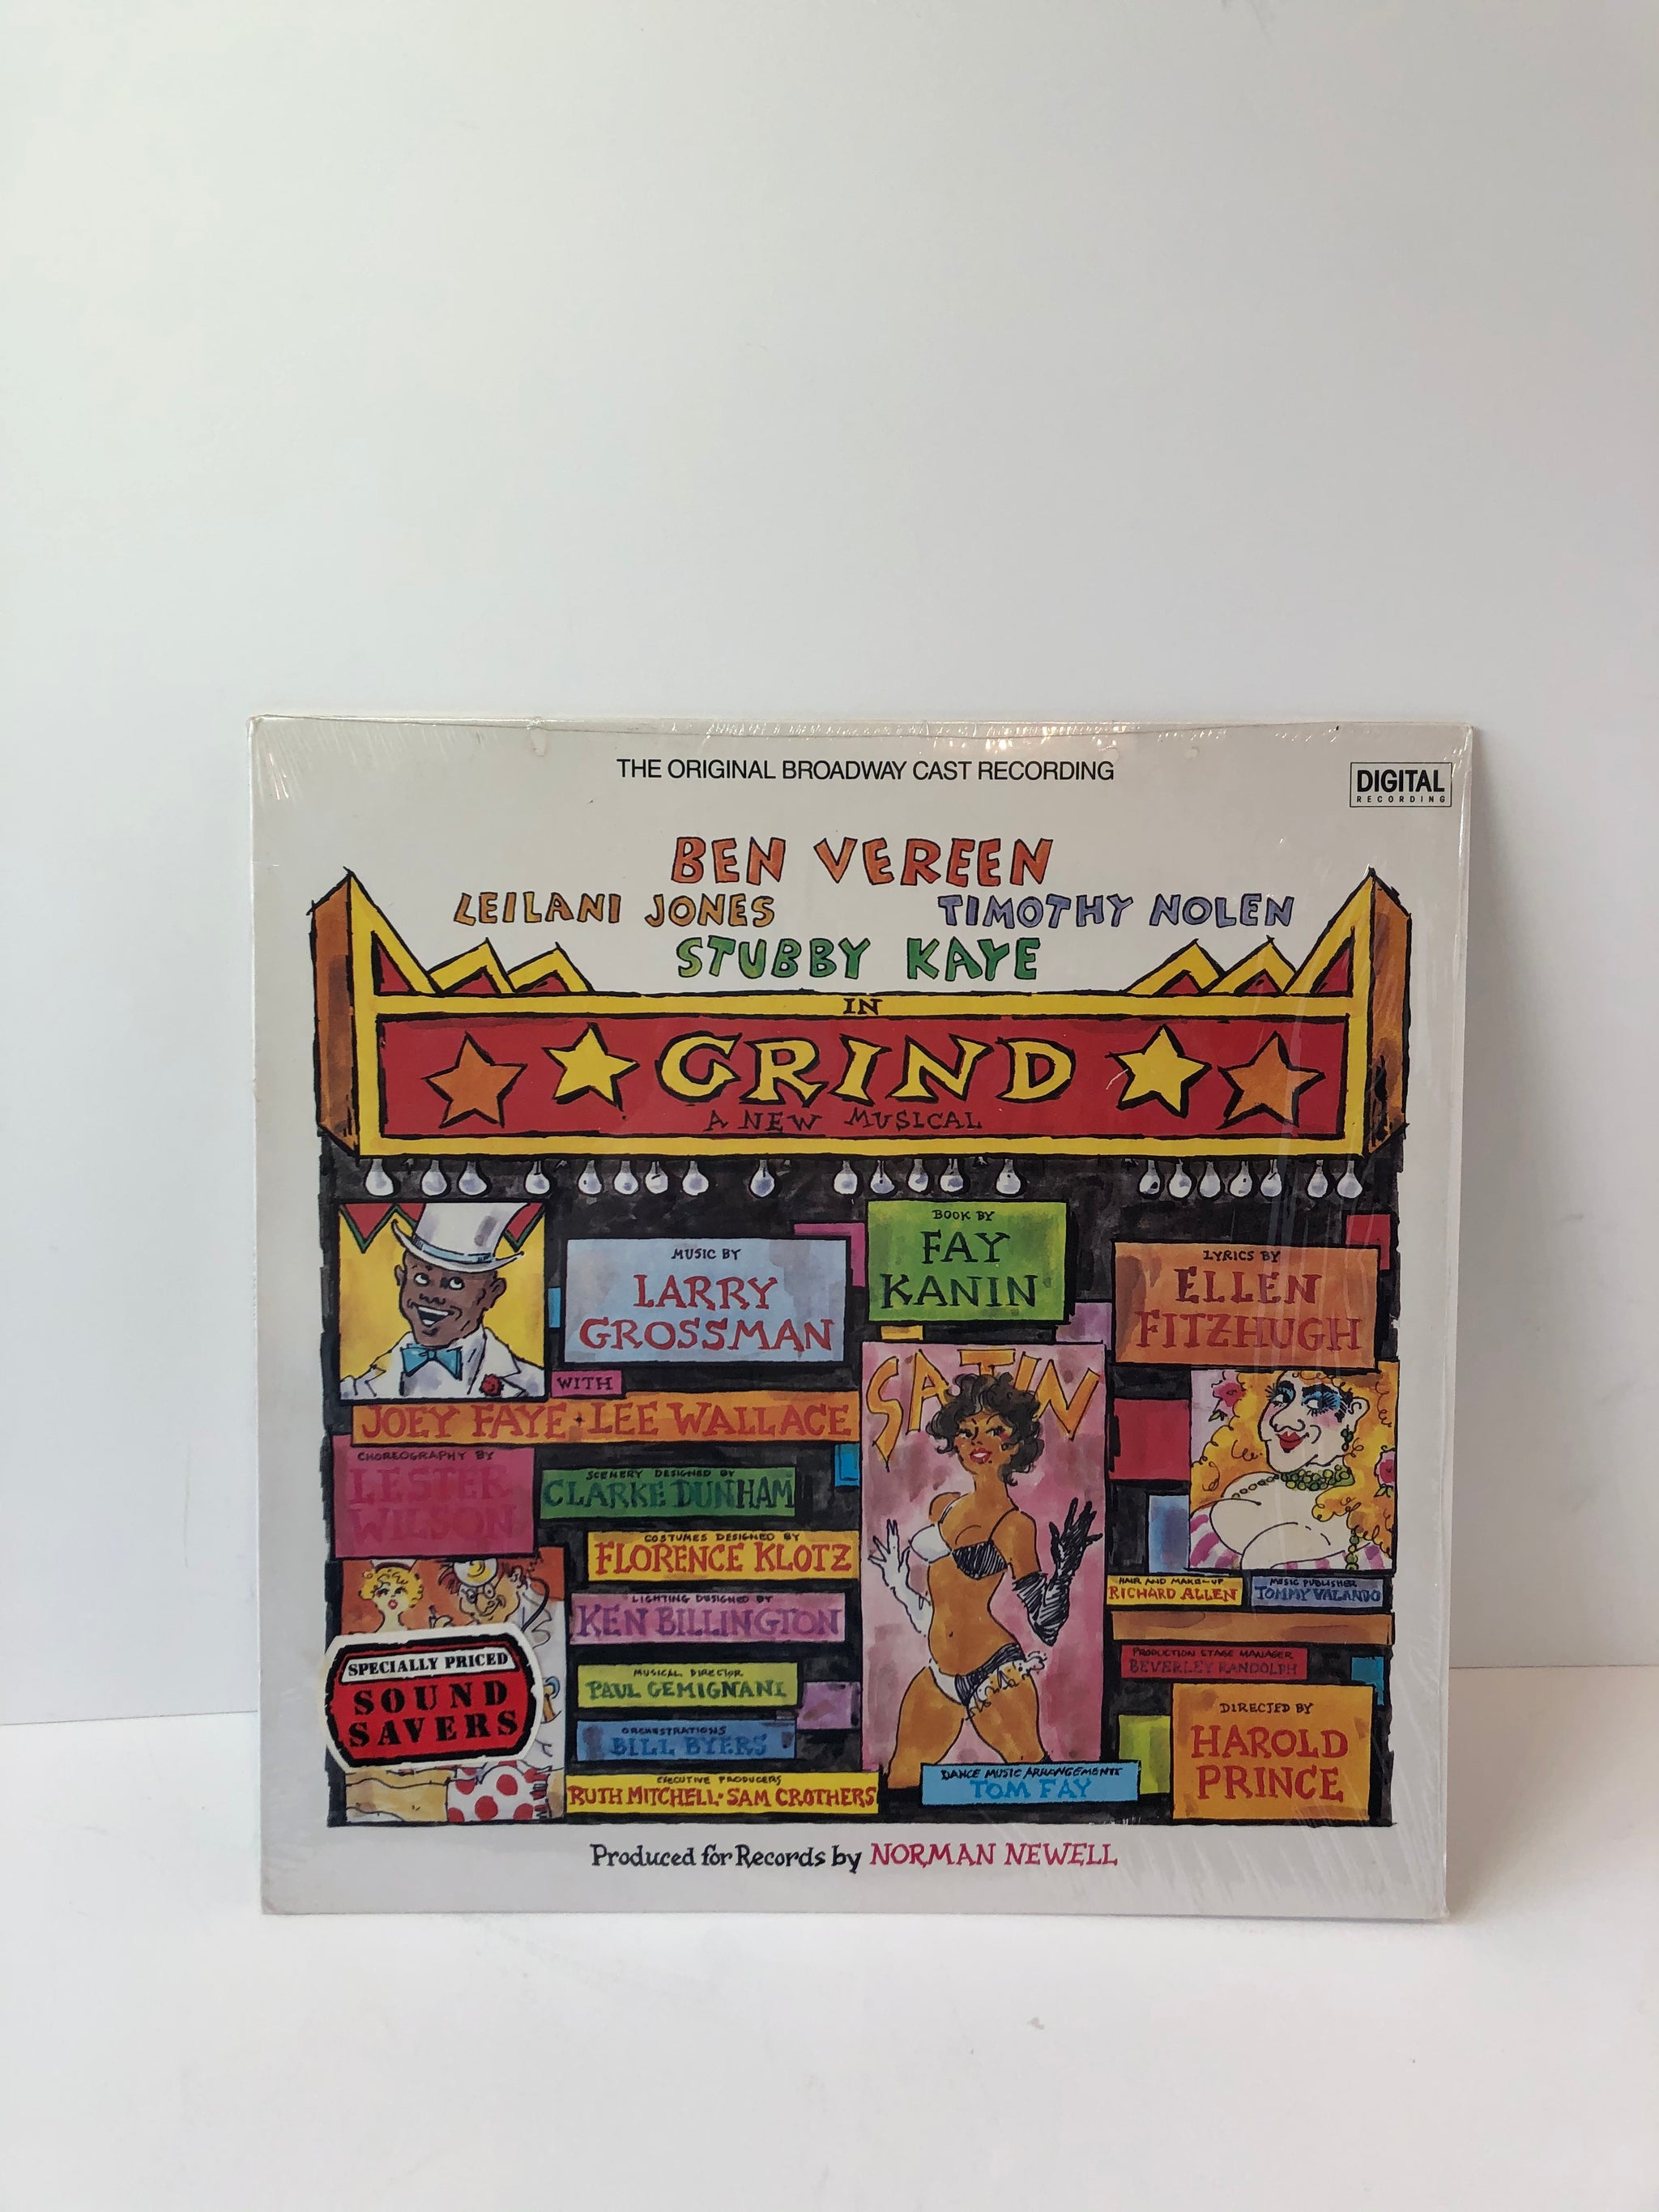 THE ORIGINAL BROADWAY CAST RECORDING
DIGITAL
RECORDING
BEN VEREEN
LEILANI JONES TIMOTHY NOLEN
STUBBY KAYE
IN
GRIND
A NEW MUSICAL
MUSIC BY
LARRY
GROSSMAN
BOOK BY
FAY
KANIN
LYRICS BY
ELLEN
FITZHUGH
WITH
JOEY FAYE • LEE WALLACE
SATIN
CHOREOGRAPHY BY
LESTER
WILSON
SCENERY DESIGNED BY
CLARKE DUNHAM
COSTUMES DESIGNED BY
FLORENCE KLOTZ
LIGHTING DESIGNED BY
KEN BILLINGTON
HAIR AND MAKE-UP
RICHARD ALLEN
MUSIC PUBLISHER
TOMMY VALANDO
MUSICAL DIRECTOR
PAUL GEMIGNANI
PRODUCTION STAGE MANAGER
BEVERLEY RANDOLPH
SPECIALLY PRICED
SOUND
SAVERS
ORCHESTRATIONS
BILL BYERS
DIRECTED BY
HAROLD
PRINCE
EXECUTIVE PRODUCERS
RUTH MITCHELL • SAM CROTHERS
DANCE MUSIC ARRANGEMENTS
TOM FAY
Produced for Records by NORMAN NEWELL